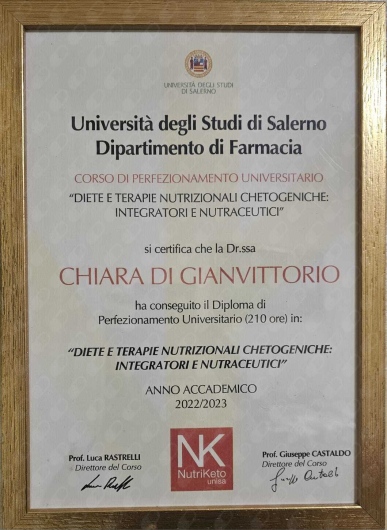 UNIVERSITÀ DEGLI STUDI
DI SALERNO
Università degli Studi di Salerno
Dipartimento di Farmacia
CORSO DI PERFEZIONAMENTO UNIVERSITARIO
“DIETE E TERAPIE NUTRIZIONALI CHETOGENICHE:
INTEGRATORI E NUTRACEUTICI”
si certifica che la Dr.ssa
CHIARA DI GIANVITTORIO
ha conseguito il Diploma di
Perfezionamento Universitario (210 ore) in:
“DIETE E TERAPIE NUTRIZIONALI CHETOGENICHE:
INTEGRATORI E NUTRACEUTICI”
ANNO ACCADEMICO
2022/2023
Prof. Luca RASTRELLI
Direttore del Corso
NK
NutriKeto
unisa
Prof. Giuseppe CASTALDO
Direttore del Corso